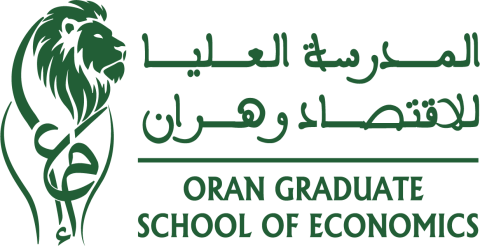 المدرسة العليا
للاقتصاد وهران
ORAN GRADUATE
SCHOOL OF ECONOMICS